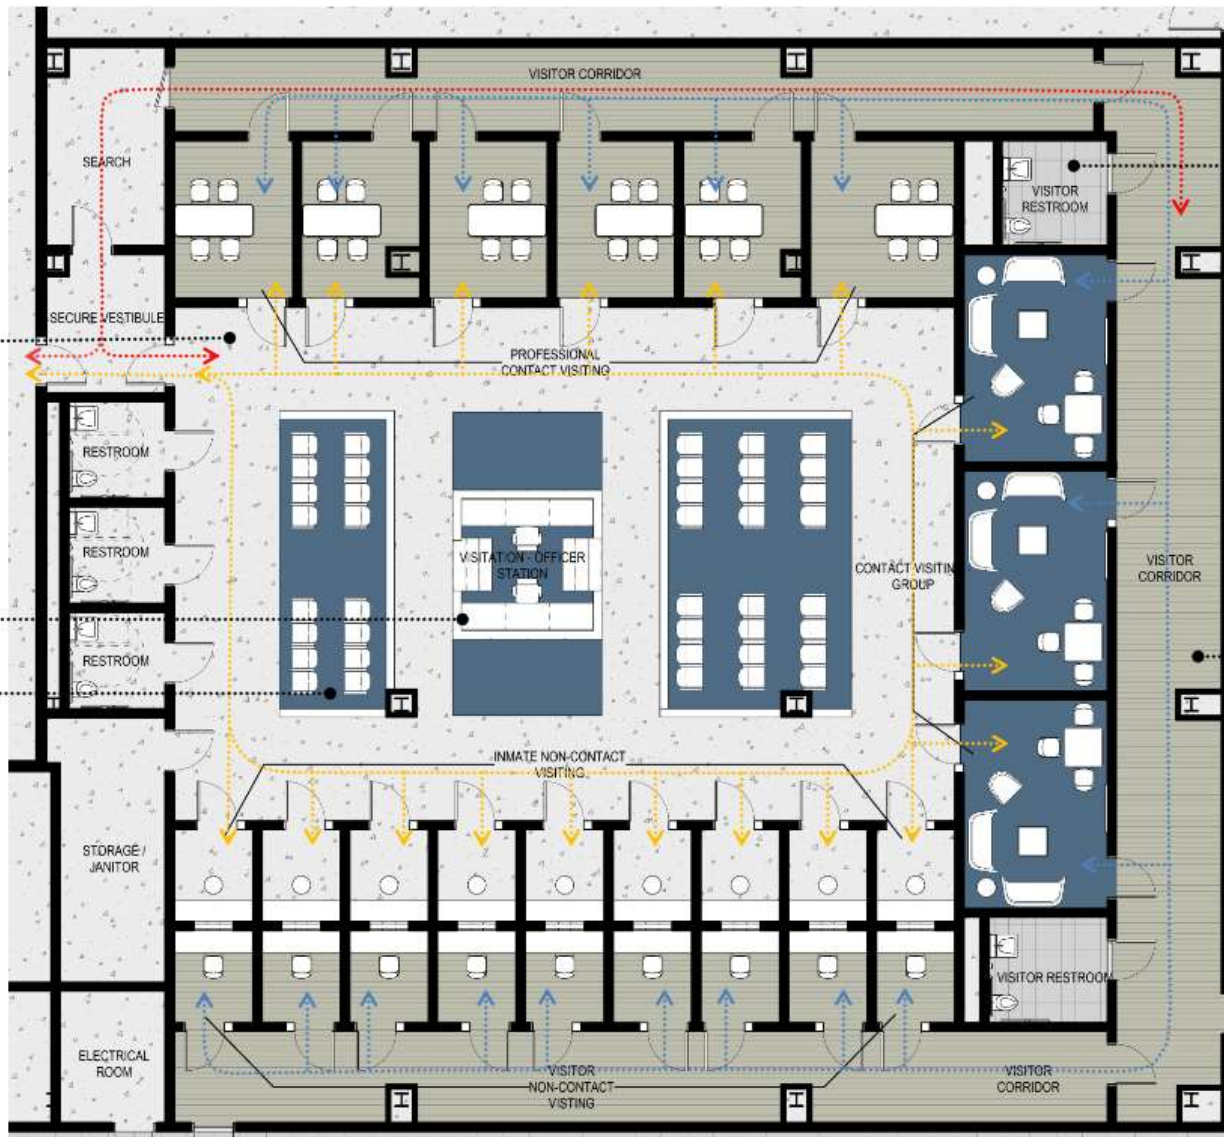 VISITOR CORRIDOR
SEARCH
VISITOR
RESTROOM
SECURE VESTIBULE
PROFESSIONAL
CONTACT VISITING
RESTROOM
RESTROOM
RESTROOM
VISITATION - OFFICER
STATION
CONTACT VISITIN
GROUP
VISITOR
CORRIDOR
INMATE NON-CONTACT
VISITING
STORAGE /
JANITOR
VISITOR RESTROOM
ELECTRICAL
ROOM
VISITOR
NON-CONTACT
VISTING
VISITOR
CORRIDOR